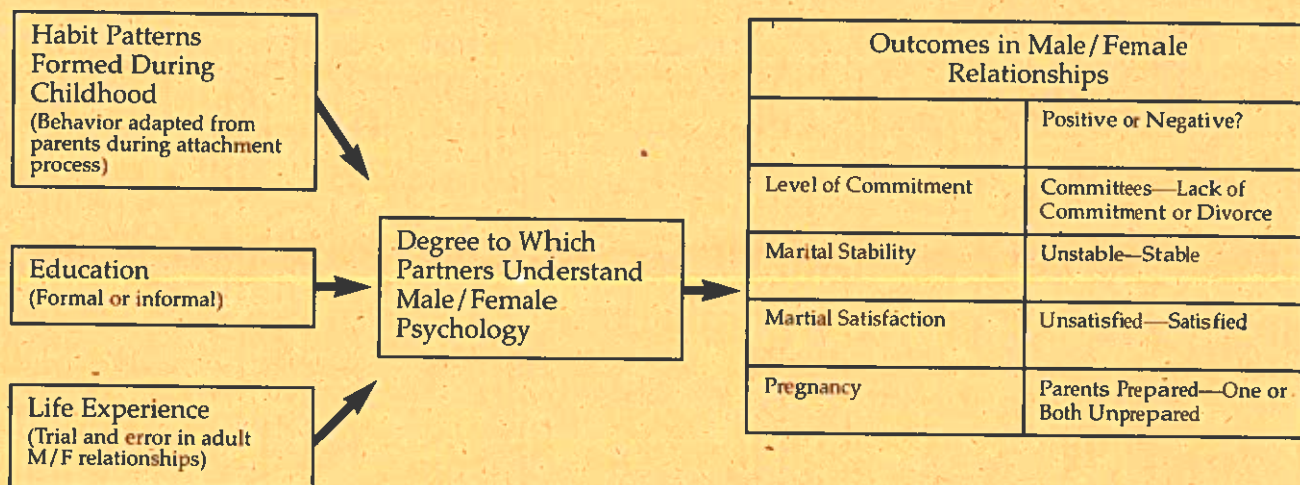 Habit Patterns
Formed During
Childhood
(Behavior adapted from
parents during attachment
process)
Education
(Formal or informal)
Life Experience
(Trial and error in adult
M/F relationships)
Degree to Which
Partners Understand
Male/Female
Psychology
Outcomes in Male/Female
Relationships
Positive or Negative?
Level of Commitment
Committees—Lack of
Commitment or Divorce
Marital Stability
Unstable—Stable
Martial Satisfaction
Unsatisfied—Satisfied
Pregnancy
Parents Prepared—One or
Both Unprepared